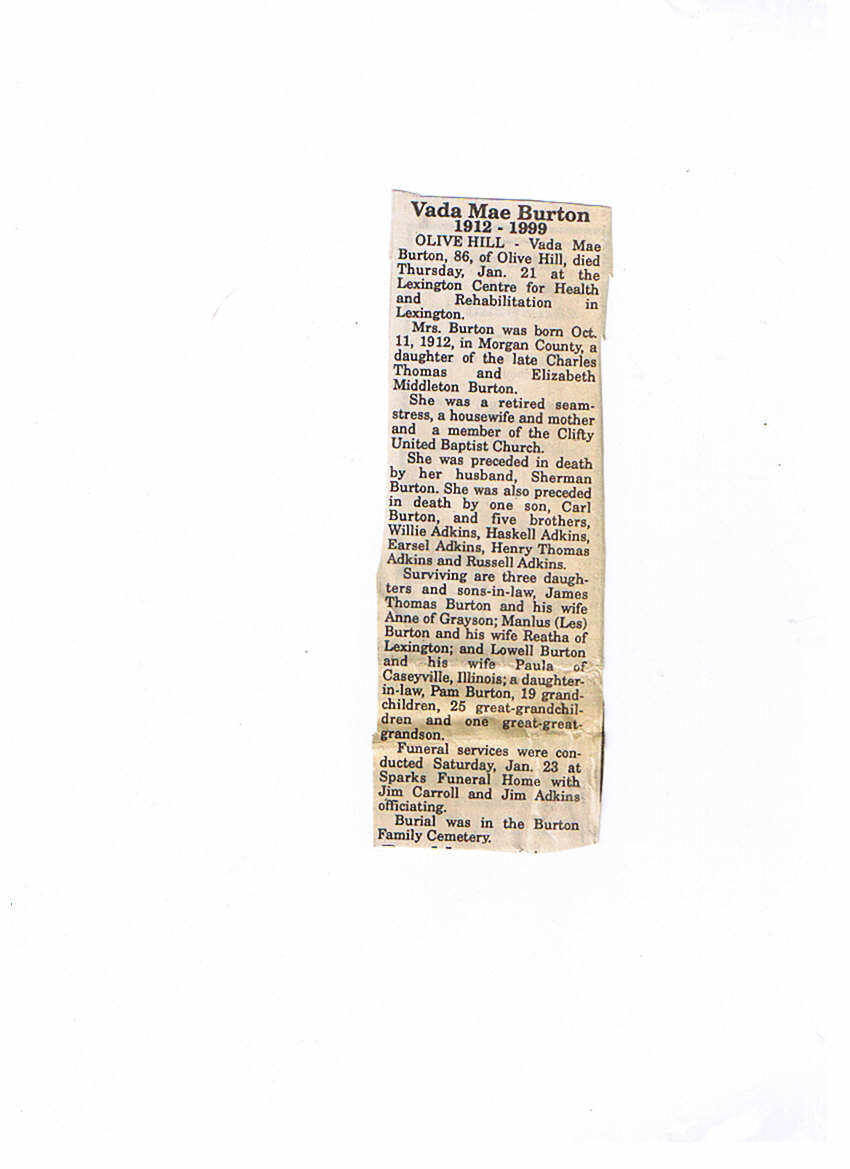 Vada Mae Burton
1912 - 1999
OLIVE HILL - Vada Mae
Burton, 86, of Olive Hill, died
Thursday, Jan. 21 at the
Lexington Centre for Health
and Rehabilitation in
Lexington.
Mrs. Burton was born Oct.
11, 1912, in Morgan County, a
daughter of the late Charles
Thomas and Elizabeth
Middleton Burton.
She was a retired seam-
stress, a housewife and mother
and a member of the Clifty
United Baptist Church.
She was preceded in death
by her husband, Sherman
Burton. She was also preceded
in death by one son, Carl
Burton, and five brothers,
Willie Adkins, Haskell Adkins,
Earsel Adkins, Henry Thomas
Adkins and Russell Adkins.
Surviving are three daugh-
ters and sons-in-law, James
Thomas Burton and his wife
Anne of Grayson; Manlus (Les)
Burton and his wife Reatha of
Lexington; and Lowell Burton
and his wife Paula of
Caseyville, Illinois; a daughter-
in-law, Pam Burton, 19 grand-
children, 25 great-grandchil-
dren and one great-great-
grandson.
Funeral services were con-
ducted Saturday, Jan. 23 at
Sparks Funeral Home with
Jim Carroll and Jim Adkins
officiating.
Burial was in the Burton
Family Cemetery.